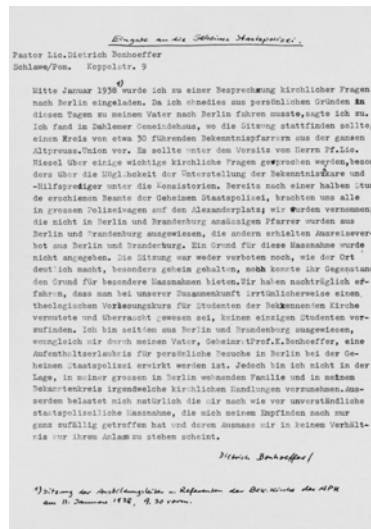 Eingabe an die Geheime Staatspolizei.
Pastor Lic.Dietrich Bonhoeffer
Schlawe/Pom. Koppelstr. 9
*)
Mitte Januar 1938 wurde ich zu einer Besprechung kirchlicher Fragen
nach Berlin eingeladen. Da ich ohnedies aus persönlichen Gründen in
diesen Tagen zu meinem Vater nach Berlin fahren musste,sagte ich zu.
Ich fand im Dahlemer Gemeindehaus, wo die Sitzung stattfinden sollte,
einen Kreis von etwa 30 führenden Bekenntnispfarrern aus der ganzen
Altpreuss.Union vor. Es sollte unter dem Vorsitz von Herrn Pf.Lic.
Niesel über einige wichtige kirchliche Fragen gesprochen werden,beson
ders über die Möglichkeit der Unterstellung der Bekenntnisvikare und
-Hilfsprediger unter die Konsistorien. Bereits nach einer halben Stun
de erschienen Beamte der Geheimen Staatspolizei, brachten uns alle
in grossen Polizeiwagen auf den Alexanderplatz; wir wurden vernommen;
die nicht in Berlin und Brandenburg ansässigen Pfarrer wurden aus
Berlin und Brandenburg ausgewiesen, die andern erhielten Ausreisever-
bot aus Berlin und Brandenburg. Ein Grund für diese Massnahme wurde
nicht angegeben. Die Sitzung war weder verboten noch, wie der Ort
deutlich macht, besonders geheim gehalten, noch konnte ihr Gegenstand
den Grund für besondere Massnahmen bieten.Wir haben nachträglich er-
fahren, dass man bei unserer Zusammenkunft irrtümlicherweise einen
theologischen Vorlesungskurs für Studenten der Bekennenden Kirche
vermutete und überrascht gewesen sei, keinen einzigen Studenten vor-
zufinden. Ich bin seitdem aus Berlin und Brandenburg ausgewiesen,
wenngleich mir durch meinen Vater, Geheimrat Prof.K.Bonhoeffer, eine
Aufenthaltserlaubnis für persönliche Besuche in Berlin bei der Ge-
heimen Staatspolizei erwirkt worden ist. Jedoch bin ich nicht in der
Lage, in meiner grossen in Berlin wohnenden Familie und in meinem
Bekanntenkreis irgendwelche kirchlichen Handlungen vorzunehmen.Aus-
serdem belastet mich natürlich die mir nach wie vor unverständliche
staatspolizeiliche Massnahme, die mich meinem Empfinden nach nur
ganz zufällig getroffen hat und deren Ausmass mir in keinem Verhält-
nis zur ihrem Anlass zu stehen scheint.
Dietrich Bonhoeffer/
*) Sitzung der Ausbildungsleiter u. Referenten der Bek.Kirche der APU
am 11. Januar 1938, 9.30 vorm.